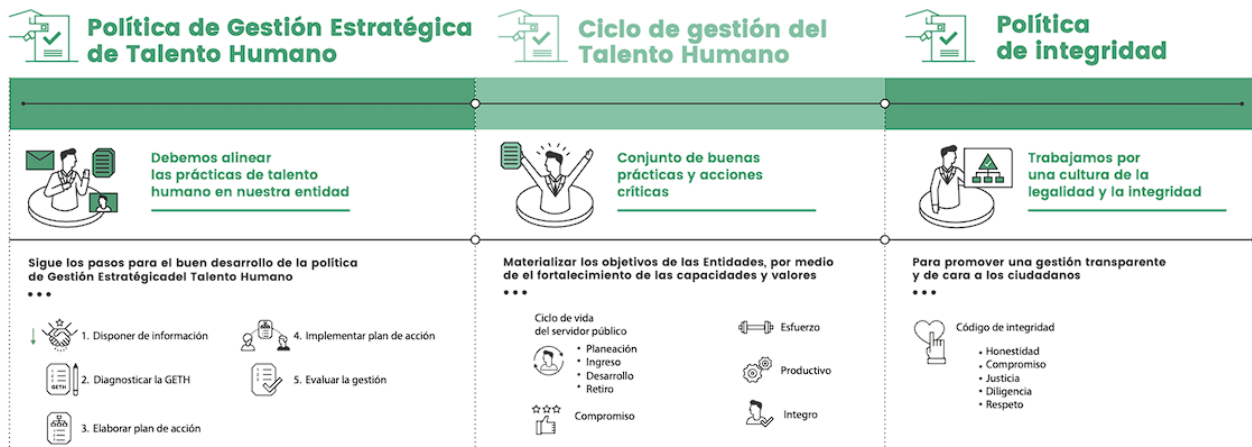 Política de Gestión Estratégica
de Talento Humano
Debemos alinear
las prácticas de talento
humano en nuestra entidad
Sigue los pasos para el buen desarrollo de la política
de Gestión Estratégicadel Talento Humano
1. Disponer de información
GETH
2. Diagnosticar la GETH
3. Elaborar plan de acción
4. Implementar plan de acción
5. Evaluar la gestión
Ciclo de gestión del
Talento Humano
Conjunto de buenas
prácticas y acciones
críticas
Materializar los objetivos de las Entidades, por medio
de el fortalecimiento de las capacidades y valores
Ciclo de vida
del servidor público
• Planeación
• Ingreso
• Desarrollo
• Retiro
Compromiso
Esfuerzo
Productivo
Integro
Política
de integridad
Trabajamos por
una cultura de la
legalidad y la integridad
Para promover una gestión transparente
y de cara a los ciudadanos
Código de integridad
• Honestidad
• Compromiso
• Justicia
• Diligencia
• Respeto